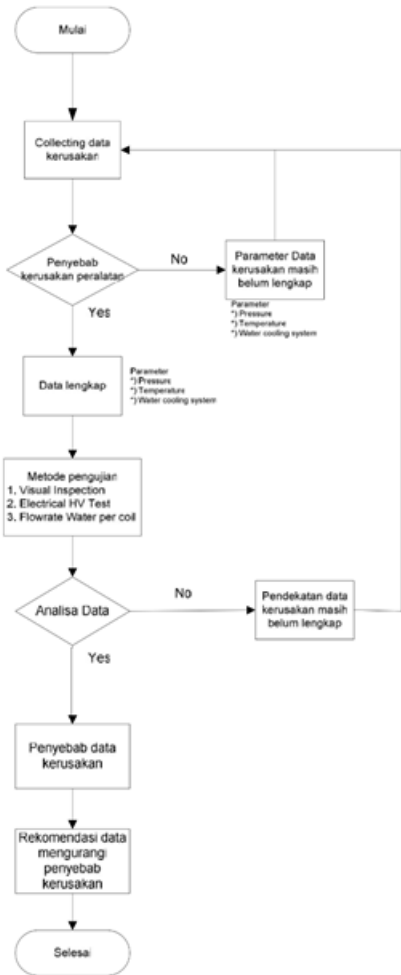 Mulai
Collecting data
kerusakan
Penyebab
kerusakan peralatan
No
Parameter Data
kerusakan masih
belum lengkap
Parameter
*) Pressure
*) Temperature
*) Water cooling system
Yes
Data lengkap
Parameter
*) Pressure
*) Temperature
*) Water cooling system
Metode pengujian
1, Visual Inspection
2. Electrical HV Test
3. Flowrate Water per coil
Analisa Data
No
Pendekatan data
kerusakan masih
belum lengkap
Yes
Penyebab data
kerusakan
Rekomendasi data
mengurangi
penyebab
kerusakan
Selesai